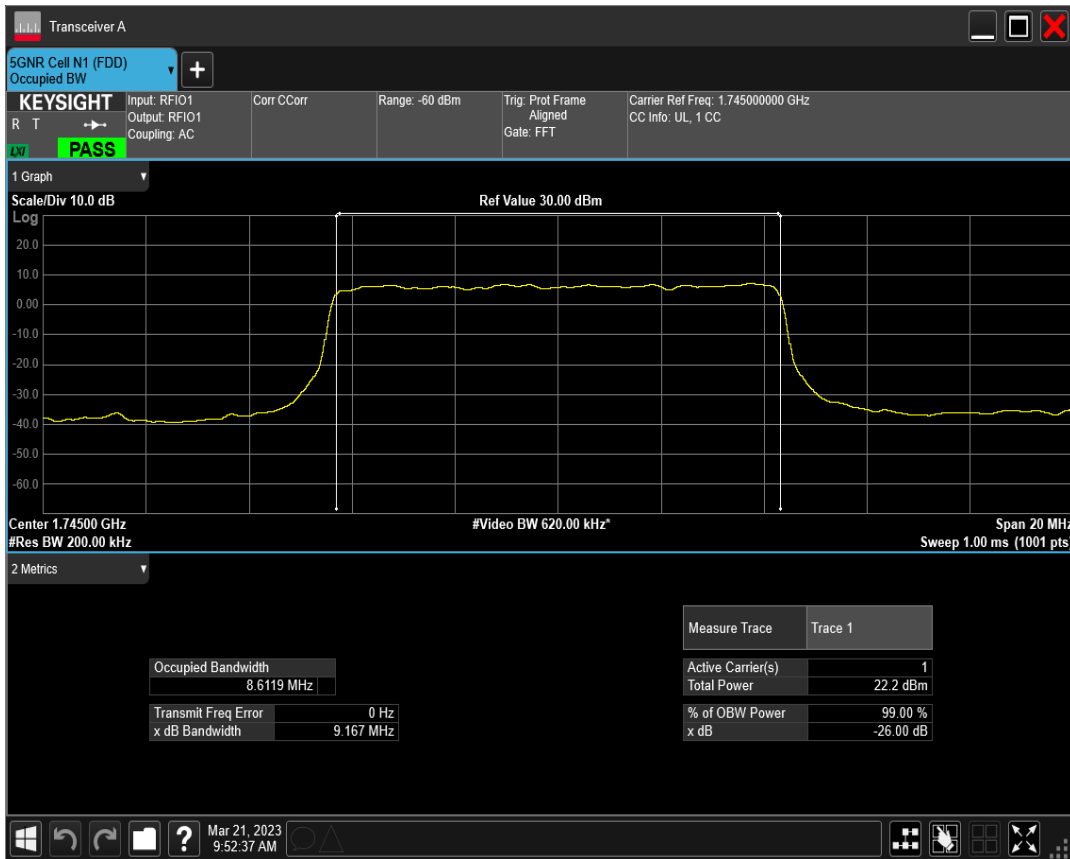 Transceiver A
5GNR Cell N1 (FDD)
Occupied BW
+
KEYSIGHT
R T
LXI
PASS
Input: RFIO1
Output: RFIO1
Coupling: AC
Corr CCorr
Range: -60 dBm
Trig: Prot Frame
Aligned
Gate: FFT
Carrier Ref Freq: 1.745000000 GHz
CC Info: UL, 1 CC
1 Graph
Scale/Div 10.0 dB
Ref Value 30.00 dBm
Log
20.0
10.0
0.00
-10.0
-20.0
-30.0
-40.0
-50.0
-60.0
Center 1.74500 GHz
#Video BW 620.00 kHz*
Span 20 MHz
#Res BW 200.00 kHz
Sweep 1.00 ms (1001 pts)
2 Metrics
Measure Trace Trace 1
Occupied Bandwidth
8.6119 MHz
Active Carrier(s) 1
Total Power 22.2 dBm
Transmit Freq Error 0 Hz
x dB Bandwidth 9.167 MHz
% of OBW Power 99.00 %
x dB -26.00 dB
?
Mar 21, 2023
9:52:37 AM